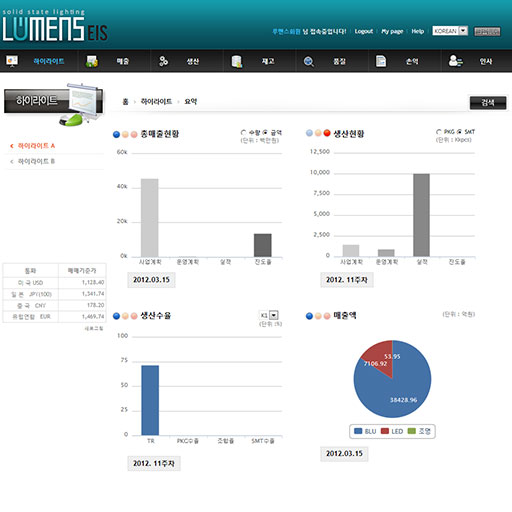 solid state lighting
LUMENS EIS
루멘스회원 님 접속중입니다! Logout My page Help KOREAN
하이라이트 매출 생산 재고 품질 손익 인사
하이라이트
홈 > 하이라이트 > 요약 검색
하이라이트 A
하이라이트 B
통화 매매기준가
미 국 USD 1,128.40
일 본 JPY(100) 1,341.74
중 국 CNY 178.20
유럽연합 EUR 1,469.74
총매출현황 수량 금액
(단위 : 백만원)
60k
40k
20k
0k
사업계획 운영계획 실적 진도율
2012.03.15
생산현황 PKG SMT
(단위 : Kkpcs)
12,500
10,000
7,500
5,000
2,500
0
사업계획 운영계획 실적 진도율
2012. 11주차
생산수율 K1
(단위 :%)
100
75
50
25
0
TR PKG수율 조립율 SMT수율
2012. 11주차
매출액 (단위 : 억원)
53.95
7106.92
38428.96
BLU LED 조명
2012.03.15